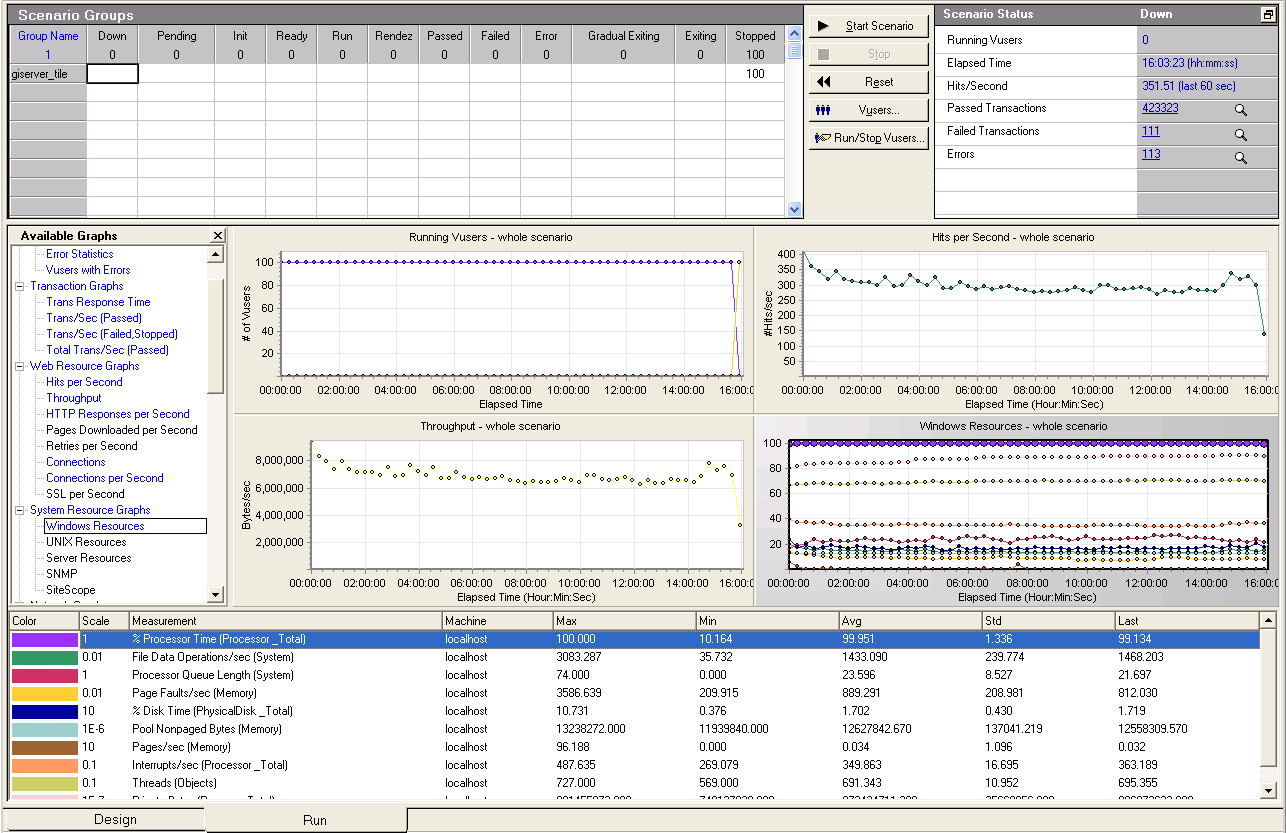 Scenario Groups
Group Name Down Pending Init Ready Run Rendez Passed Failed Error Gradual Exiting Exiting Stopped
1 0 0 0 0 0 0 0 0 0 0 0 100
giserver_tile 100
Start Scenario
Stop
Reset
Vusers...
Run/Stop Vusers...
Scenario Status Down
Running Vusers 0
Elapsed Time 16:03:23 (hh:mm:ss)
Hits/Second 351.51 (last 60 sec)
Passed Transactions 423323
Failed Transactions 111
Errors 113
Available Graphs
Error Statistics
Vusers with Errors
Transaction Graphs
Trans Response Time
Trans/Sec (Passed)
Trans/Sec (Failed,Stopped)
Total Trans/Sec (Passed)
Web Resource Graphs
Hits per Second
Throughput
HTTP Responses per Second
Pages Downloaded per Second
Retries per Second
Connections
Connections per Second
SSL per Second
System Resource Graphs
Windows Resources
UNIX Resources
Server Resources
SNMP
SiteScope
Running Vusers - whole scenario
# of Vusers
100
80
60
40
20
00:00:00 02:00:00 04:00:00 06:00:00 08:00:00 10:00:00 12:00:00 14:00:00 16:00:0
Elapsed Time
Hits per Second - whole scenario
#Hits/sec
400
350
300
250
200
150
100
50
00:00:00 02:00:00 04:00:00 06:00:00 08:00:00 10:00:00 12:00:00 14:00:00 16:00:0
Elapsed Time (Hour:Min:Sec)
Throughput - whole scenario
Bytes/sec
8,000,000
6,000,000
4,000,000
2,000,000
00:00:00 02:00:00 04:00:00 06:00:00 08:00:00 10:00:00 12:00:00 14:00:00 16:00:0
Elapsed Time (Hour:Min:Sec)
Windows Resources - whole scenario
100
80
60
40
20
00:00:00 02:00:00 04:00:00 06:00:00 08:00:00 10:00:00 12:00:00 14:00:00 16:00:0
Elapsed Time (Hour:Min:Sec)
Color Scale Measurement Machine Max Min Avg Std Last
1 % Processor Time (Processor _Total) localhost 100.000 10.164 99.951 1.336 99.134
0.01 File Data Operations/sec (System) localhost 3083.287 35.732 1433.090 239.774 1468.203
1 Processor Queue Length (System) localhost 74.000 0.000 23.596 8.527 21.697
0.01 Page Faults/sec (Memory) localhost 3586.639 209.915 889.291 208.981 812.030
10 % Disk Time (PhysicalDisk _Total) localhost 10.731 0.376 1.702 0.430 1.719
1E-6 Pool Nonpaged Bytes (Memory) localhost 13238272.000 11939840.000 12627842.670 137041.219 12558309.570
10 Pages/sec (Memory) localhost 96.188 0.000 0.034 1.096 0.032
0.1 Interrupts/sec (Processor _Total) localhost 487.635 269.079 349.863 16.695 363.189
0.1 Threads (Objects) localhost 727.000 569.000 691.343 10.952 695.355
Design
Run